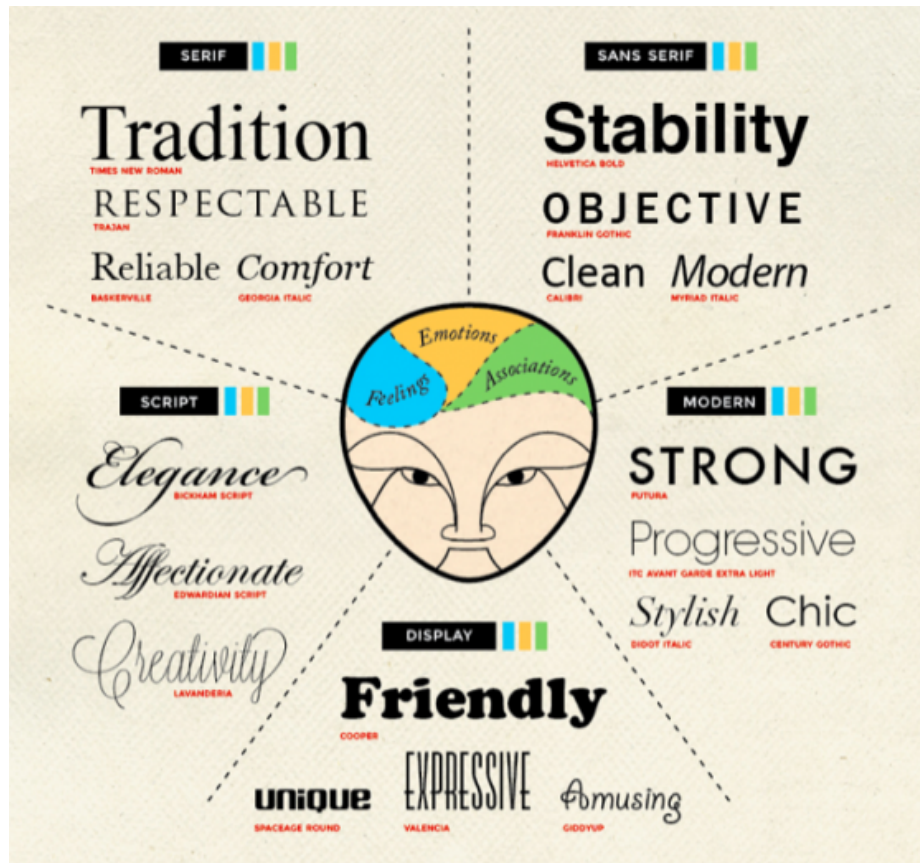 SERIF
Tradition
TIMES NEW ROMAN
RESPECTABLE
TRAJAN
Reliable Comfort
BASKERVILLE GEORGIA ITALIC
SANS SERIF
Stability
HELVETICA BOLD
OBJECTIVE
FRANKLIN GOTHIC
Clean Modern
CALIBRI MYRIAD ITALIC
Feelings
Emotions
Associations
SCRIPT
Elegance
BICKHAM SCRIPT
Affectionate
EDWARDIAN SCRIPT
Creativity
LAVANDERIA
MODERN
STRONG
FUTURA
Progressive
ITC AVANT GARDE EXTRA LIGHT
Stylish Chic
DIDOT ITALIC CENTURY GOTHIC
DISPLAY
Friendly
COOPER
unique EXPRESSIVE Amusing
SPACEAGE ROUND VALENCIA GIDDYUP